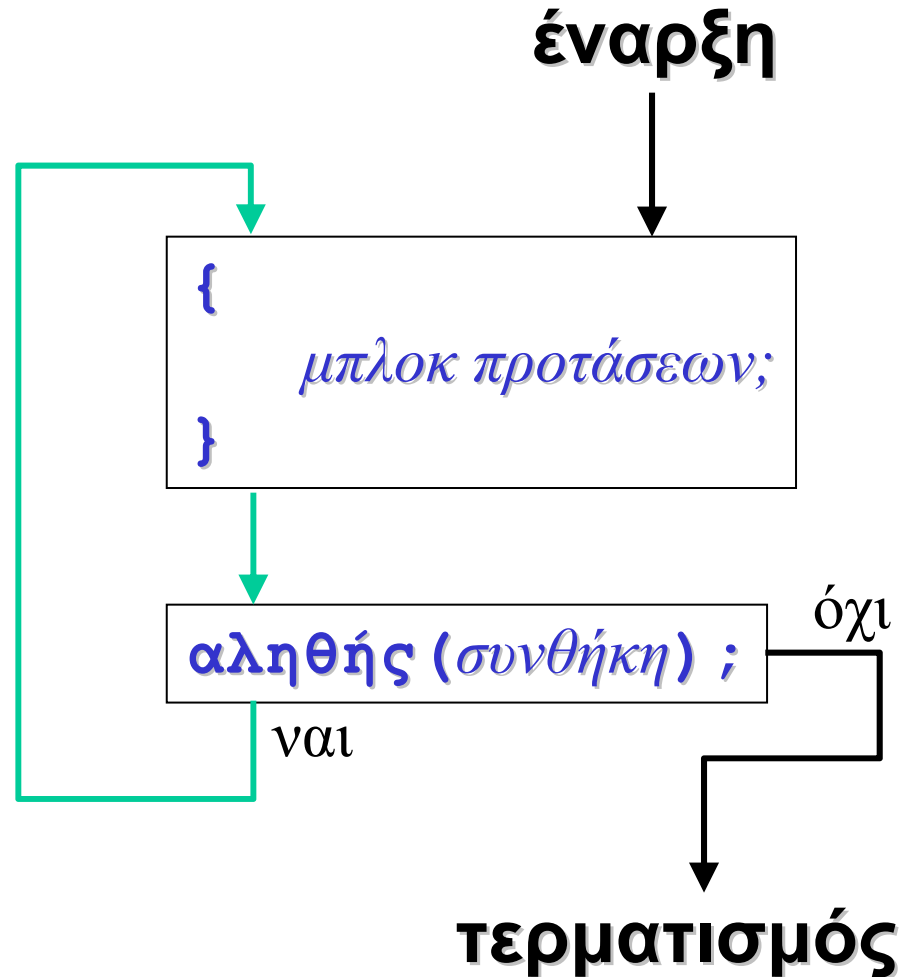 έναρξη
{
μπλοκ προτάσεων;
}
αληθής(συνθήκη);
όχι
ναι
τερματισμός